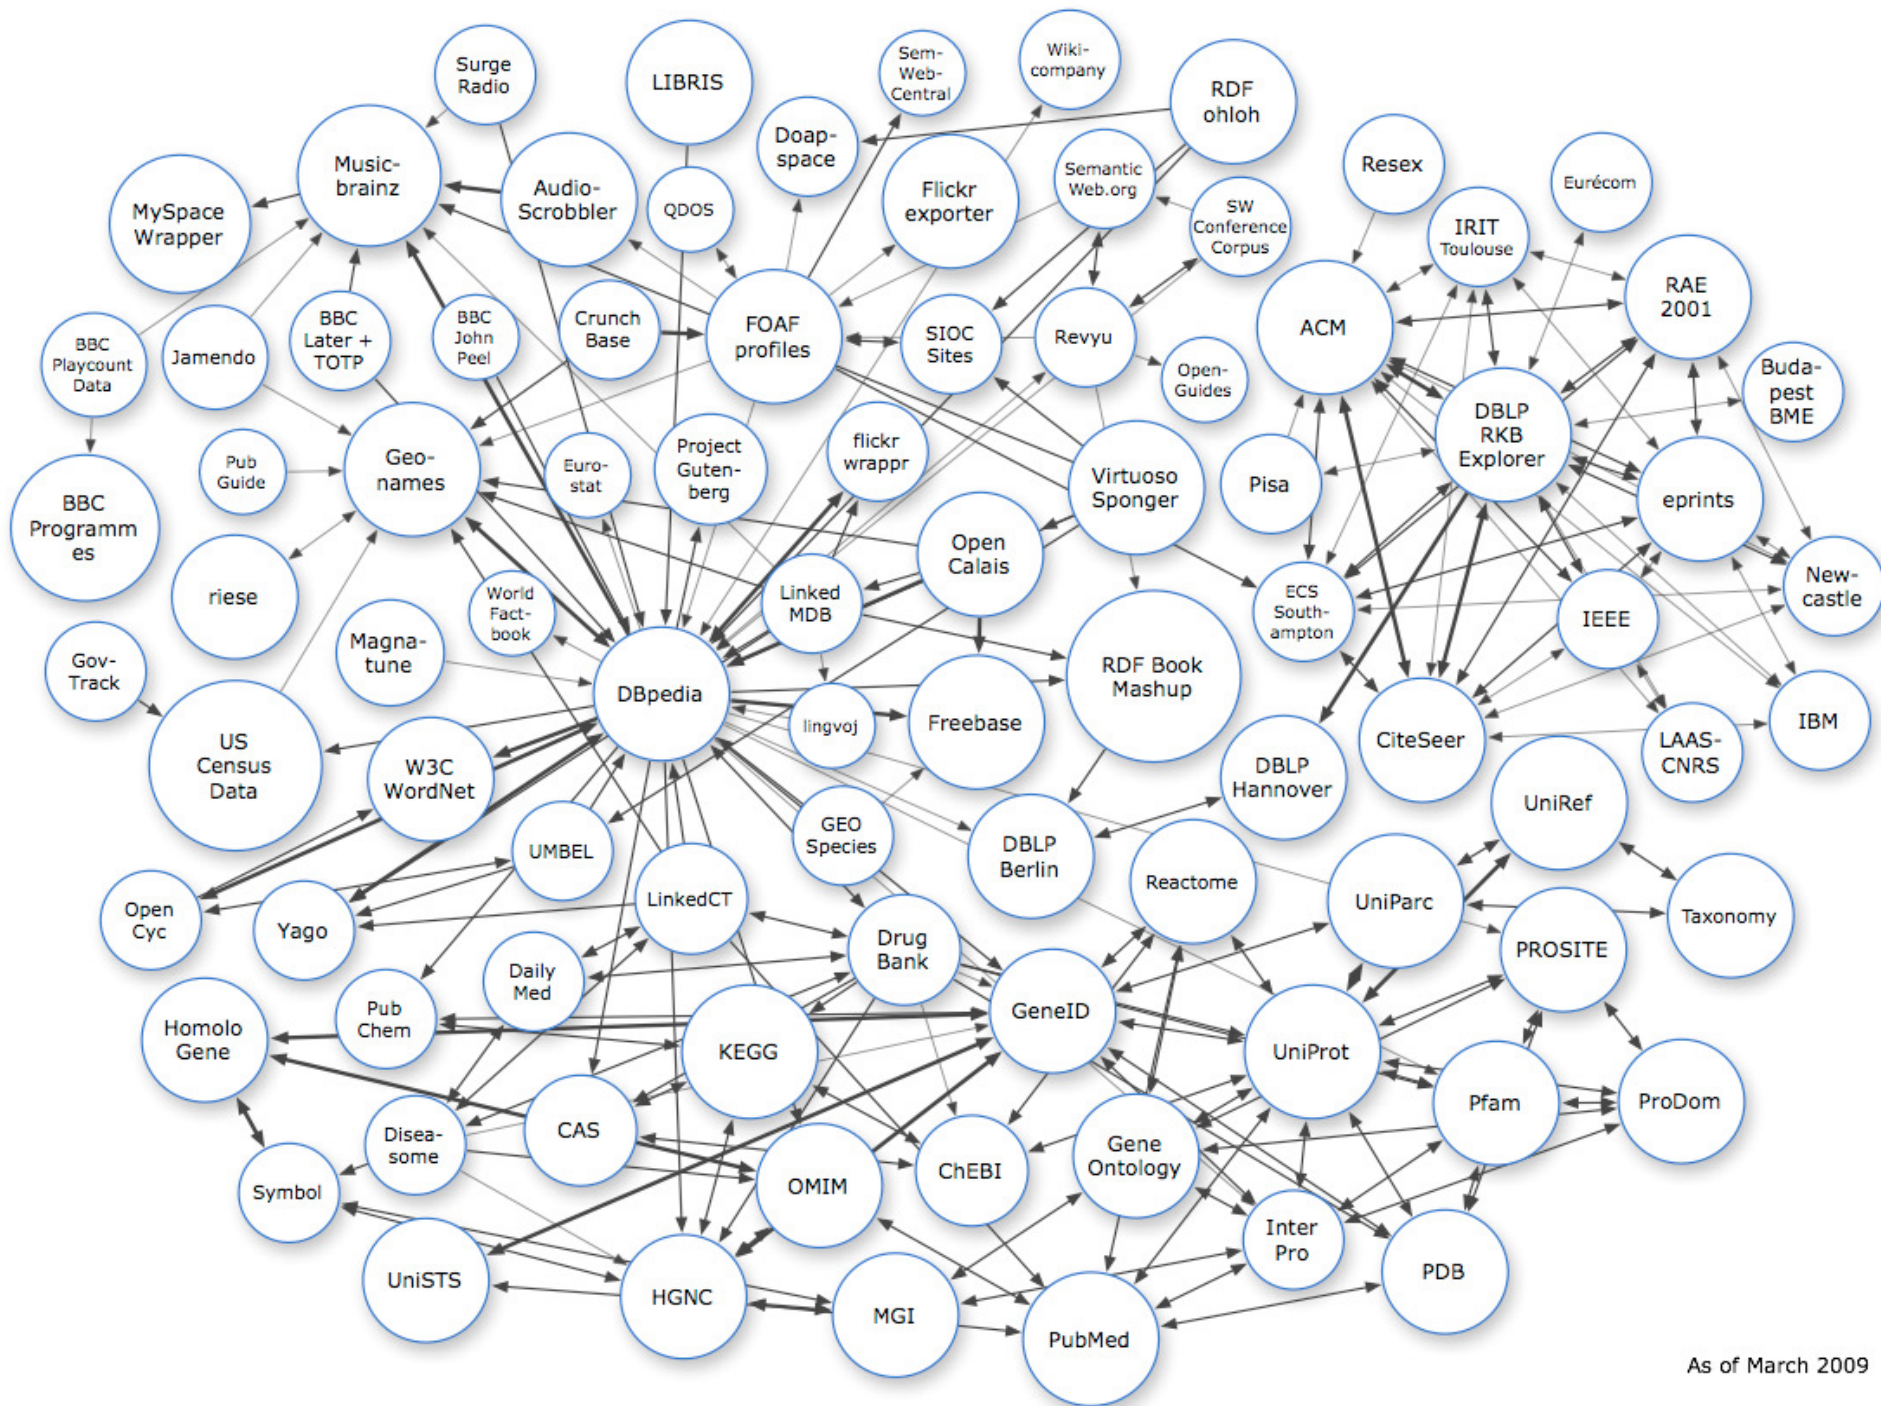 Surge
Radio
LIBRIS
Sem-
Web-
Central
Wiki-
company
RDF
ohloh
Doap-
space
Music-
brainz
MySpace
Wrapper
Audio-
Scrobbler
QDOS
Flickr
exporter
Semantic
Web.org
SW
Conference
Corpus
Resex
Eurécom
IRIT
Toulouse
RAE
2001
ACM
BBC
Playcount
Data
Jamendo
BBC
Later +
TOTP
BBC
John
Peel
Crunch
Base
FOAF
profiles
SIOC
Sites
Revyu
Open-
Guides
Buda-
pest
BME
DBLP
RKB
Explorer
Pub
Guide
Geo-
names
Euro-
stat
Project
Guten-
berg
flickr
wrappr
Virtuoso
Sponger
Pisa
eprints
BBC
Programm
es
Open
Calais
riese
World
Fact-
book
Linked
MDB
ECS
South-
ampton
IEEE
New-
castle
Magna-
tune
Gov-
Track
DBpedia
RDF Book
Mashup
lingvoj
Freebase
US
Census
Data
W3C
WordNet
DBLP
Hannover
CiteSeer
LAAS-
CNRS
IBM
UniRef
UMBEL
GEO
Species
DBLP
Berlin
Reactome
UniParc
Taxonomy
Open
Cyc
Yago
LinkedCT
Drug
Bank
PROSITE
Daily
Med
Pub
Chem
Homolo
Gene
KEGG
GeneID
UniProt
Pfam
ProDom
Disea-
some
CAS
OMIM
ChEBI
Gene
Ontology
Symbol
Inter
Pro
PDB
UniSTS
HGNC
MGI
PubMed
As of March 2009